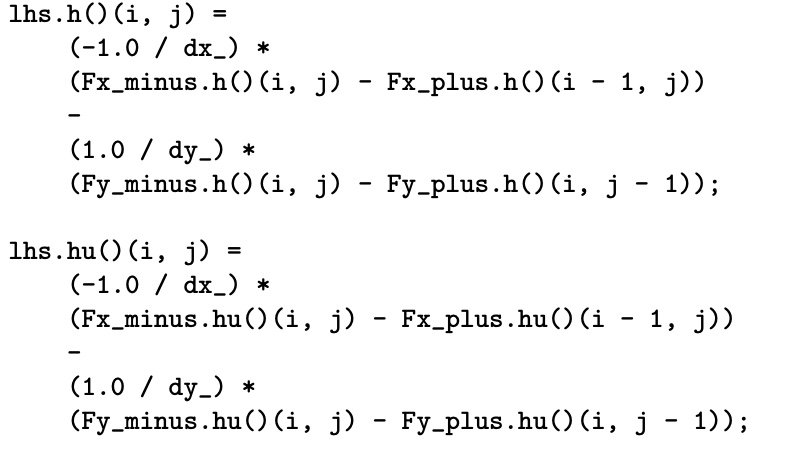 lhs.h()(i, j) =
    (-1.0 / dx_) *
    (Fx_minus.h()(i, j) - Fx_plus.h()(i - 1, j))
    -
    (1.0 / dy_) *
    (Fy_minus.h()(i, j) - Fy_plus.h()(i, j - 1));

lhs.hu()(i, j) =
    (-1.0 / dx_) *
    (Fx_minus.hu()(i, j) - Fx_plus.hu()(i - 1, j))
    -
    (1.0 / dy_) *
    (Fy_minus.hu()(i, j) - Fy_plus.hu()(i, j - 1));